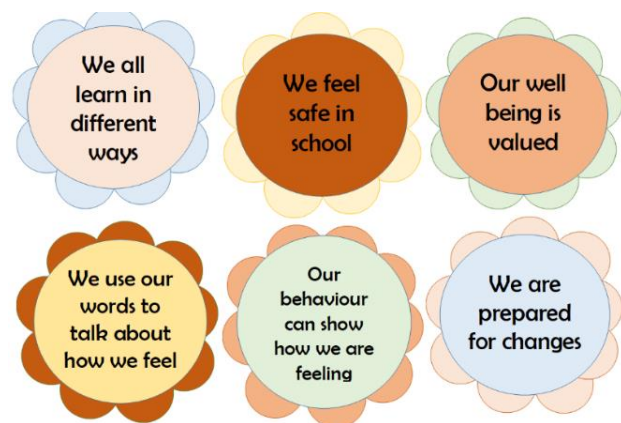 We all
learn in
different
ways
We feel
safe in
school
Our well
being is
valued
We use our
words to
talk about
how we feel
Our
behaviour
can show
how we are
feeling
We are
prepared
for changes